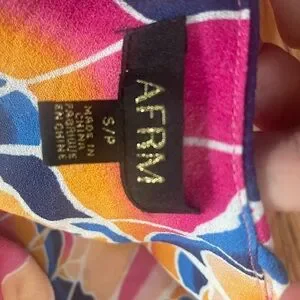 AFRM
S/P
MADE IN
CHINA
FABRIQUÉ
EN CHINE